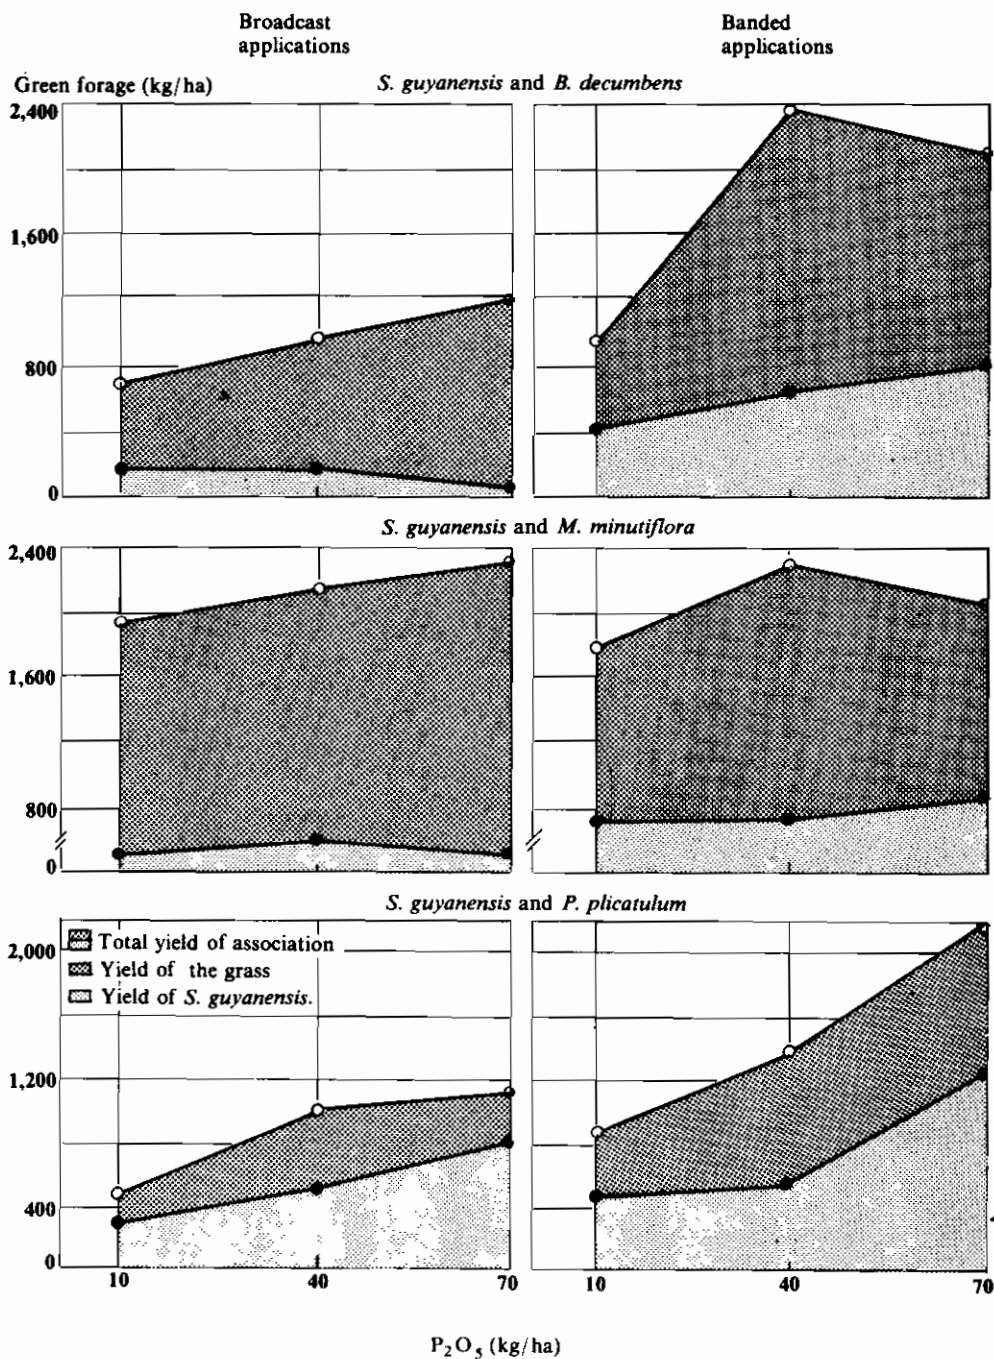 Broadcast
applications
Banded
applications
Green forage (kg/ha)
S. guyanensis and B. decumbens
2,400
1,600
800
0
S. guyanensis and M. minutiflora
2,400
1,600
800
0
S. guyanensis and P. plicatulum
Total yield of association
Yield of the grass
Yield of S. guyanensis.
2,000
1,200
400
0
10 40 70 10 40 70
P₂O₅ (kg/ha)